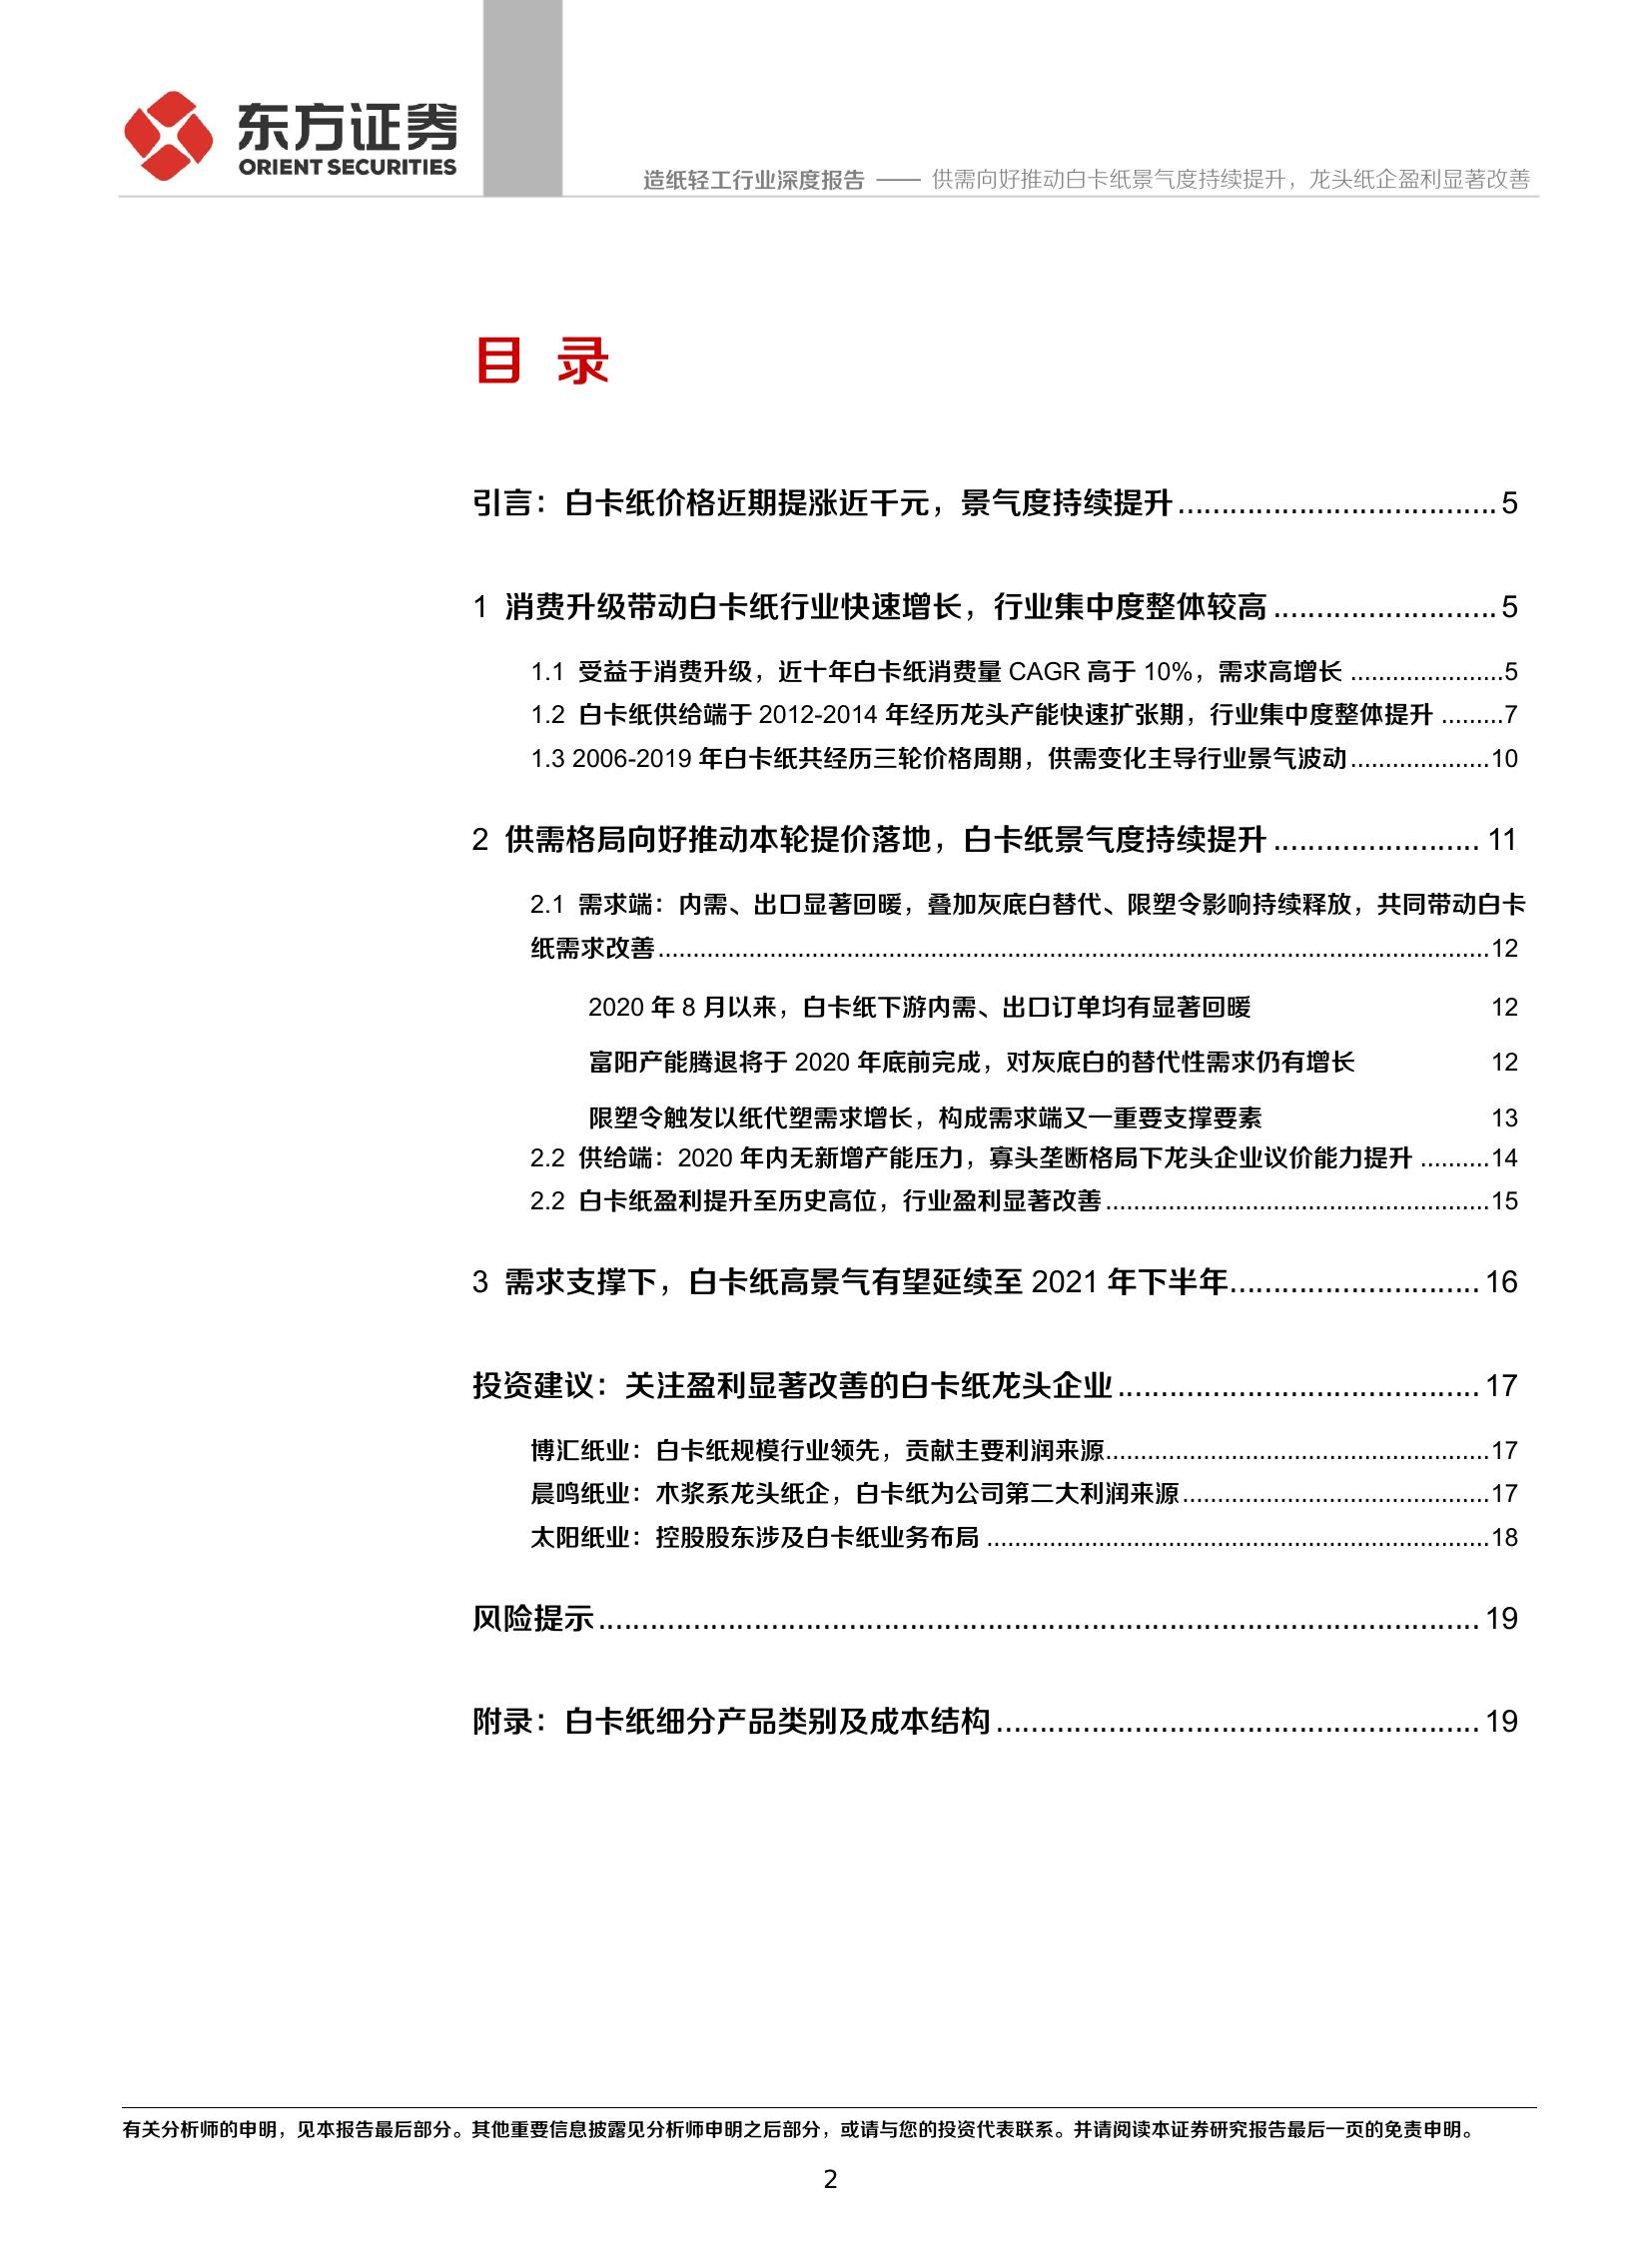 东方证券
ORIENT SECURITIES
造纸轻工行业深度报告 —— 供需向好推动白卡纸景气度持续提升，龙头纸企盈利显著改善
目 录
引言：白卡纸价格近期提涨近千元，景气度持续提升..................................... 5
1 消费升级带动白卡纸行业快速增长，行业集中度整体较高.......................... 5
1.1 受益于消费升级，近十年白卡纸消费量 CAGR 高于 10%，需求高增长 ......................5
1.2 白卡纸供给端于 2012-2014 年经历龙头产能快速扩张期，行业集中度整体提升 .........7
1.3 2006-2019 年白卡纸共经历三轮价格周期，供需变化主导行业景气波动....................10
2 供需格局向好推动本轮提价落地，白卡纸景气度持续提升........................ 11
2.1 需求端：内需、出口显著回暖，叠加灰底白替代、限塑令影响持续释放，共同带动白卡
纸需求改善.......................................................................................................................12
2020 年 8 月以来，白卡纸下游内需、出口订单均有显著回暖 12
富阳产能腾退将于 2020 年底前完成，对灰底白的替代性需求仍有增长 12
限塑令触发以纸代塑需求增长，构成需求端又一重要支撑要素 13
2.2 供给端：2020 年内无新增产能压力，寡头垄断格局下龙头企业议价能力提升 ..........14
2.2 白卡纸盈利提升至历史高位，行业盈利显著改善.......................................................15
3 需求支撑下，白卡纸高景气有望延续至 2021 年下半年............................. 16
投资建议：关注盈利显著改善的白卡纸龙头企业.......................................... 17
博汇纸业：白卡纸规模行业领先，贡献主要利润来源.......................................................17
晨鸣纸业：木浆系龙头纸企，白卡纸为公司第二大利润来源............................................17
太阳纸业：控股股东涉及白卡纸业务布局 ........................................................................18
风险提示...................................................................................................... 19
附录：白卡纸细分产品类别及成本结构........................................................ 19
有关分析师的申明，见本报告最后部分。其他重要信息披露见分析师申明之后部分，或请与您的投资代表联系。并请阅读本证券研究报告最后一页的免责申明。
2